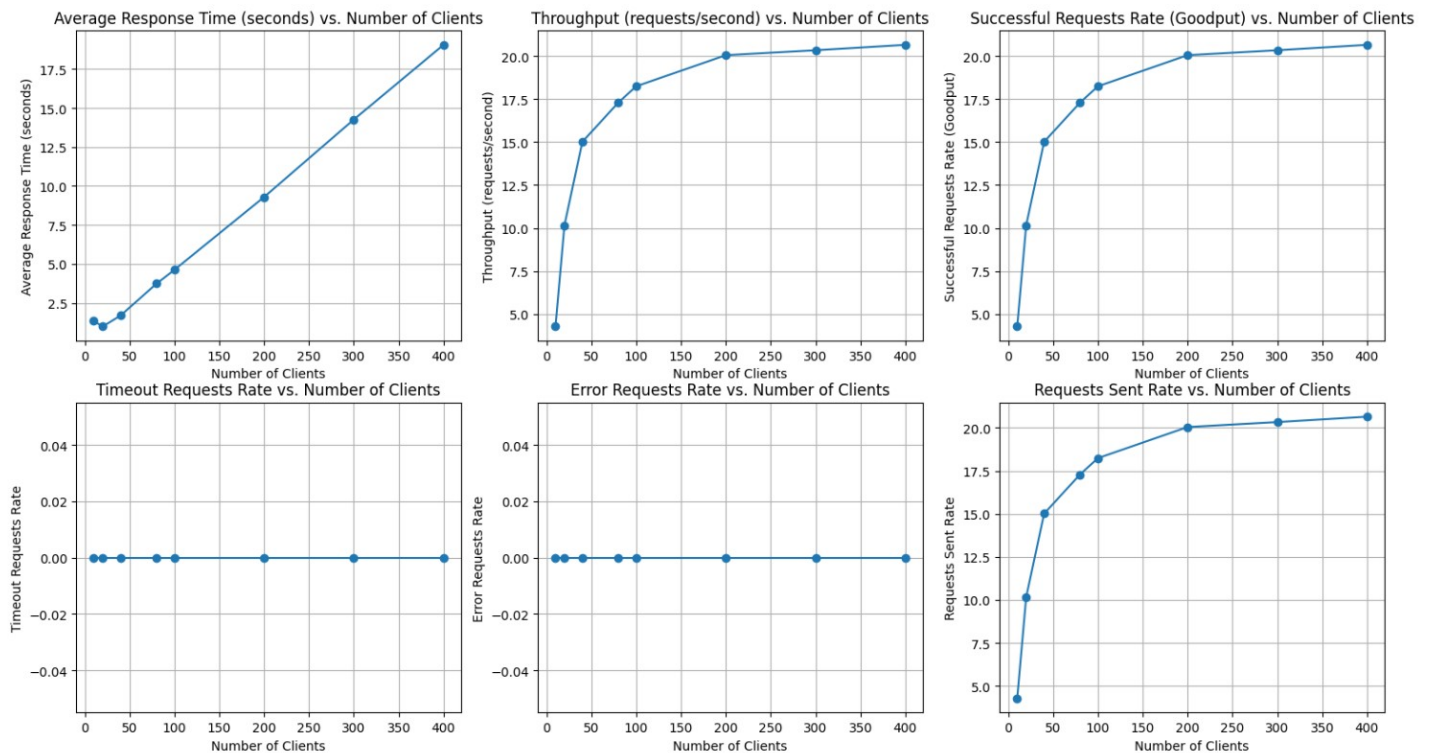 Average Response Time (seconds) vs. Number of Clients
Average Response Time (seconds)
17.5
15.0
12.5
10.0
7.5
5.0
2.5
0 50 100 150 200 250 300 350 400
Number of Clients
Throughput (requests/second) vs. Number of Clients
Throughput (requests/second)
20.0
17.5
15.0
12.5
10.0
7.5
5.0
0 50 100 150 200 250 300 350 400
Number of Clients
Successful Requests Rate (Goodput) vs. Number of Clients
Successful Requests Rate (Goodput)
20.0
17.5
15.0
12.5
10.0
7.5
5.0
0 50 100 150 200 250 300 350 400
Number of Clients
Timeout Requests Rate vs. Number of Clients
Timeout Requests Rate
0.04
0.02
0.00
−0.02
−0.04
0 50 100 150 200 250 300 350 400
Number of Clients
Error Requests Rate vs. Number of Clients
Error Requests Rate
0.04
0.02
0.00
−0.02
−0.04
0 50 100 150 200 250 300 350 400
Number of Clients
Requests Sent Rate vs. Number of Clients
Requests Sent Rate
20.0
17.5
15.0
12.5
10.0
7.5
5.0
0 50 100 150 200 250 300 350 400
Number of Clients